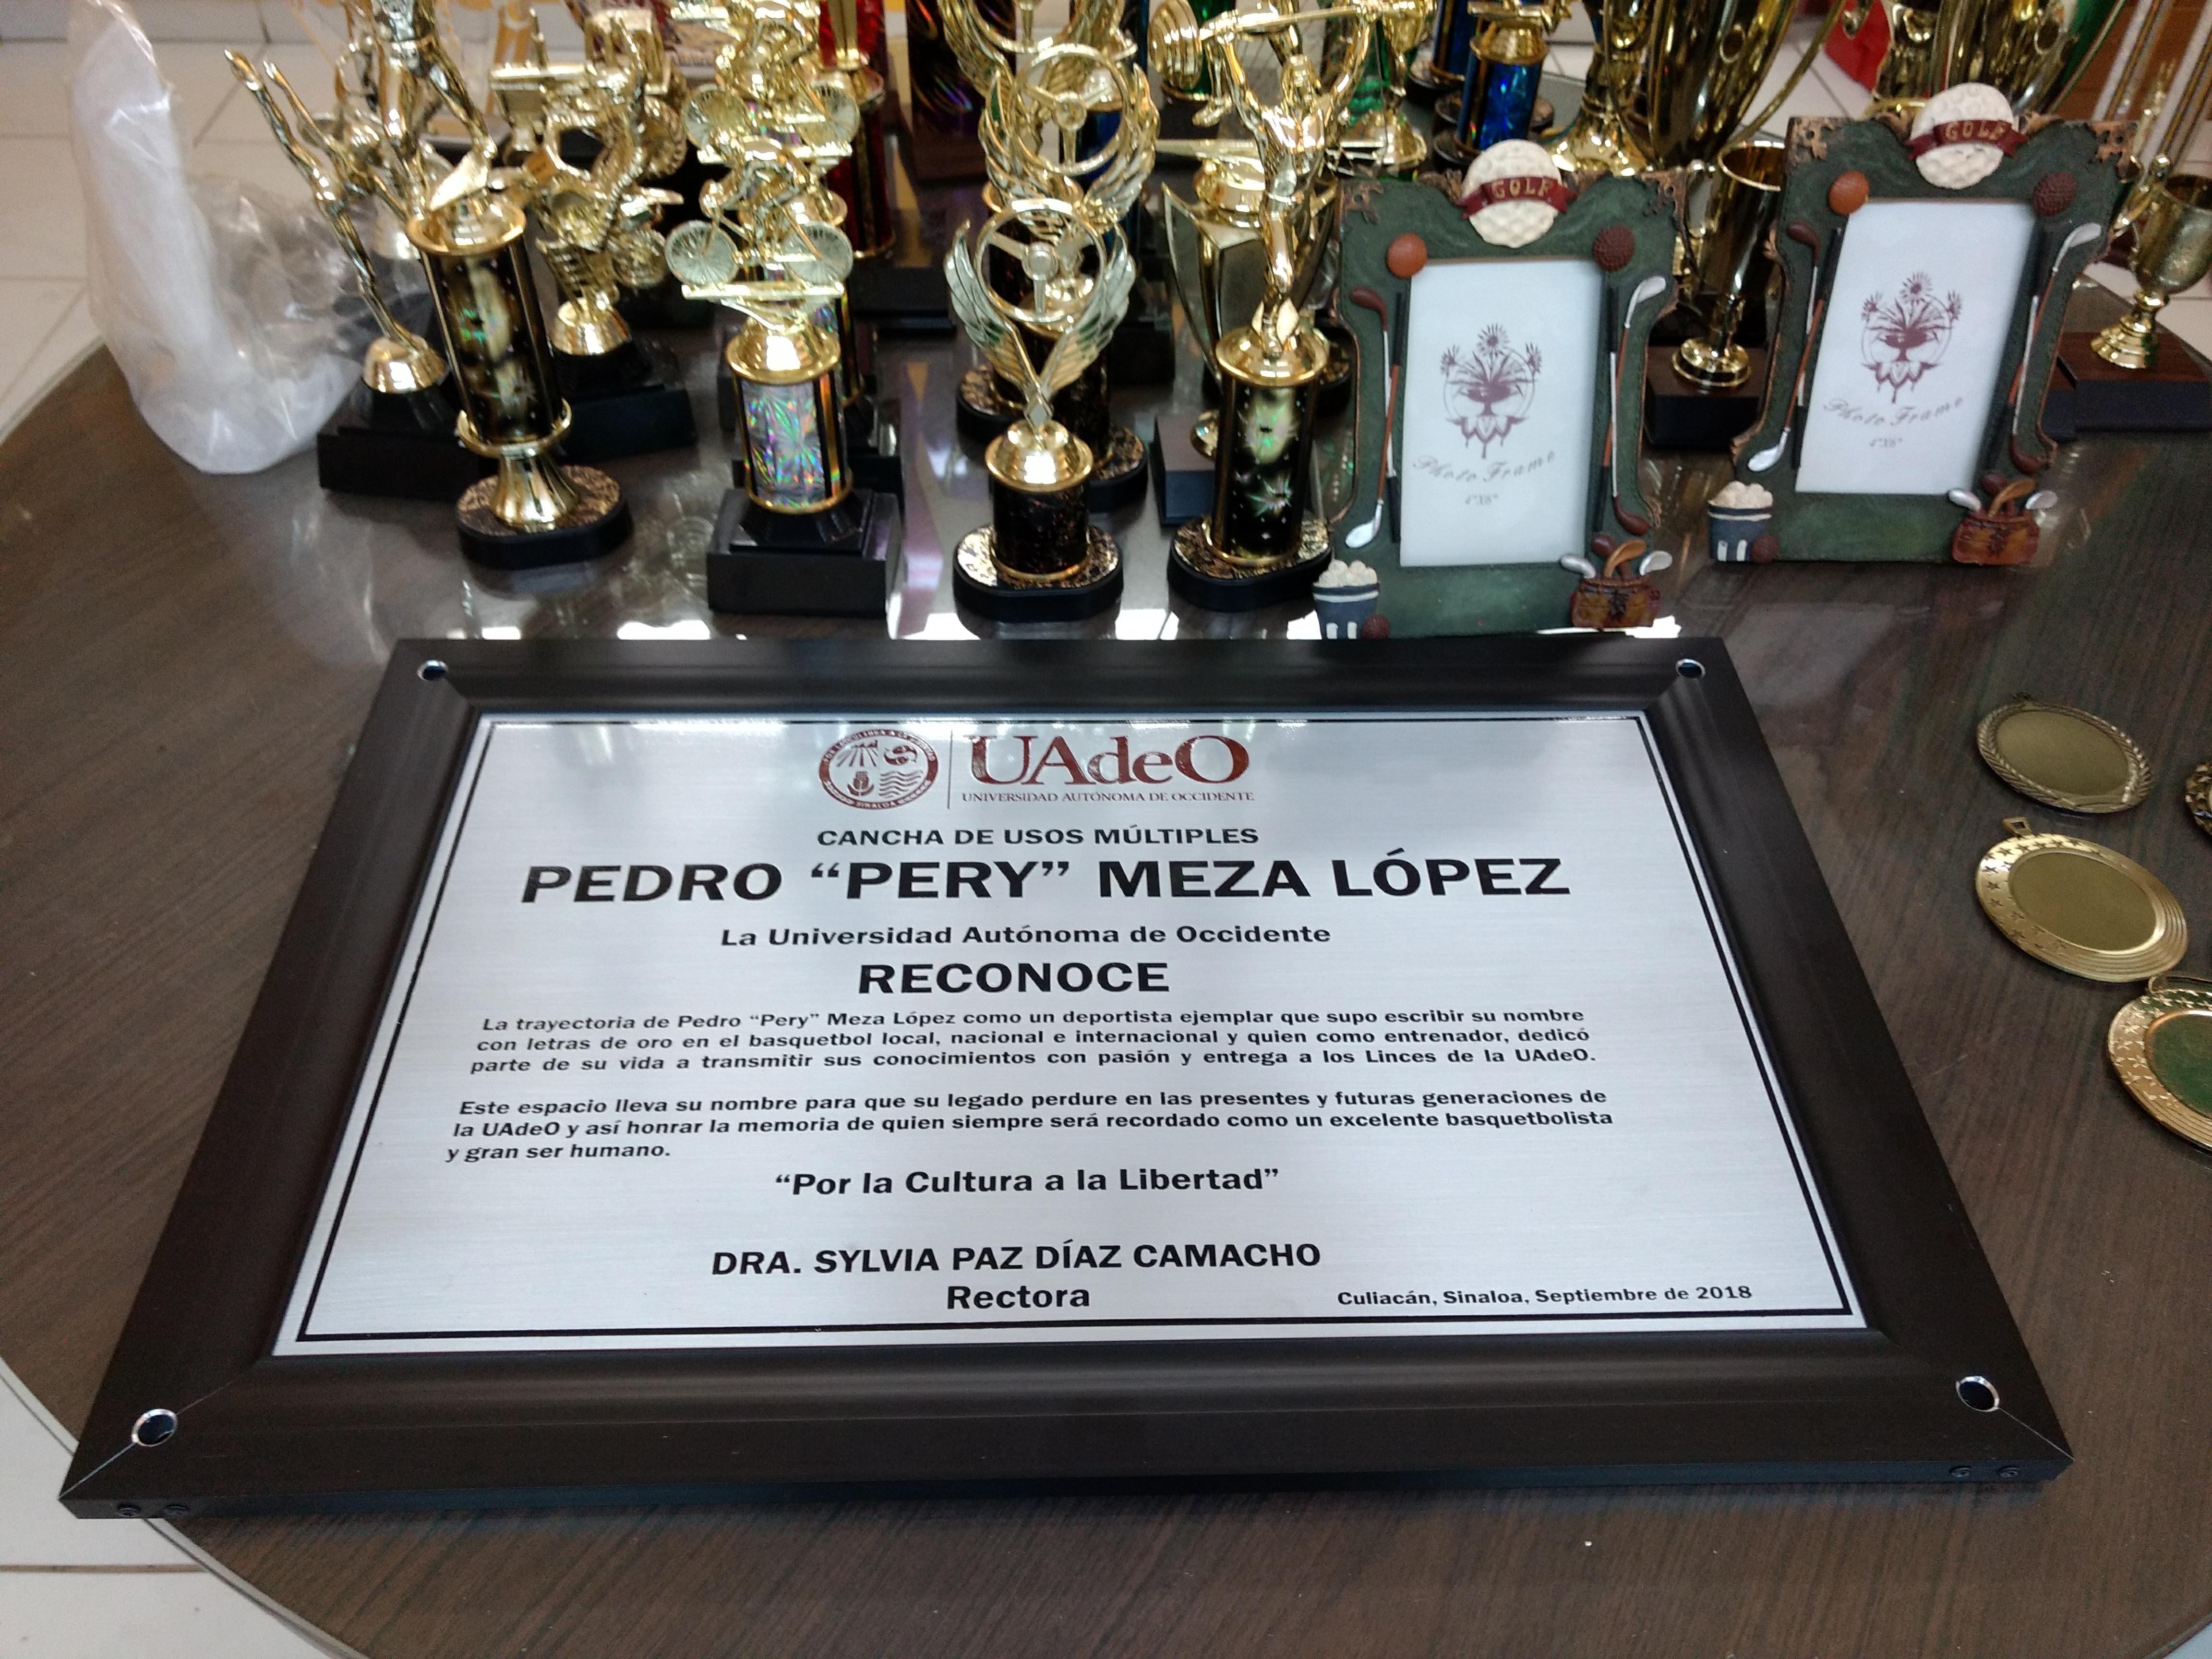 GOLF
GOLF
Photo Frame
4"X6"
Photo Frame
4"X6"
UAdeO
UNIVERSIDAD AUTÓNOMA DE OCCIDENTE
CANCHA DE USOS MÚLTIPLES
PEDRO “PERY” MEZA LÓPEZ
La Universidad Autónoma de Occidente
RECONOCE
La trayectoria de Pedro “Pery” Meza López como un deportista ejemplar que supo escribir su nombre
con letras de oro en el basquetbol local, nacional e internacional y quien como entrenador, dedicó
parte de su vida a transmitir sus conocimientos con pasión y entrega a los Linces de la UAdeO.
Este espacio lleva su nombre para que su legado perdure en las presentes y futuras generaciones de
la UAdeO y así honrar la memoria de quien siempre será recordado como un excelente basquetbolista
y gran ser humano.
“Por la Cultura a la Libertad”
DRA. SYLVIA PAZ DÍAZ CAMACHO
Rectora
Culiacán, Sinaloa, Septiembre de 2018